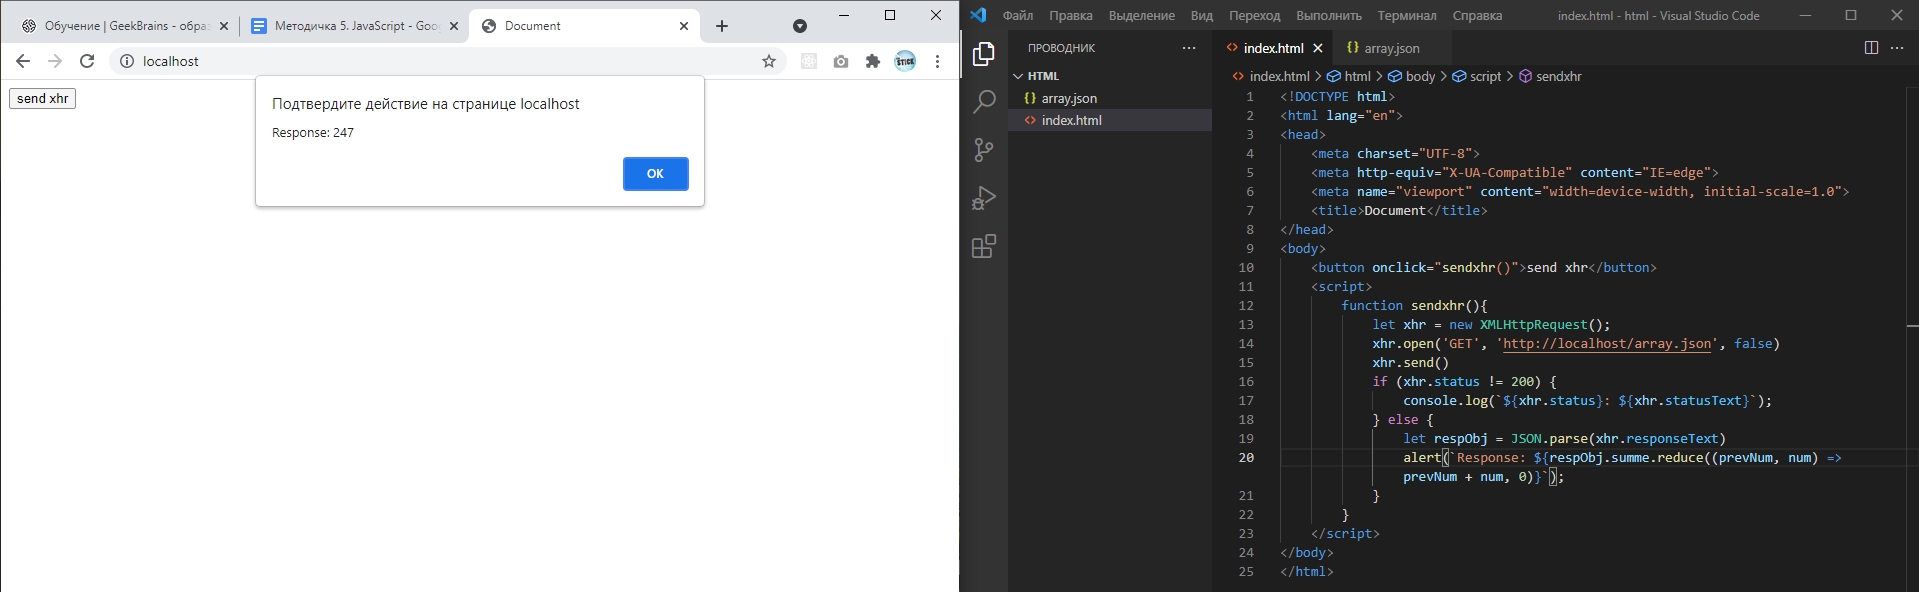 Обучение | GeekBrains - образ
Методичка 5. JavaScript - Goog
Document
localhost
send xhr
Подтвердите действие на странице localhost
Response: 247
OK
Файл Правка Выделение Вид Переход Выполнить Терминал Справка index.html - html - Visual Studio Code
ПРОВОДНИК
HTML
array.json
index.html
index.html array.json
index.html > html > body > script > sendxhr
1 <!DOCTYPE html>
2 <html lang="en">
3 <head>
4 <meta charset="UTF-8">
5 <meta http-equiv="X-UA-Compatible" content="IE=edge">
6 <meta name="viewport" content="width=device-width, initial-scale=1.0">
7 <title>Document</title>
8 </head>
9 <body>
10 <button onclick="sendxhr()">send xhr</button>
11 <script>
12 function sendxhr(){
13 let xhr = new XMLHttpRequest();
14 xhr.open('GET', 'http://localhost/array.json', false)
15 xhr.send()
16 if (xhr.status != 200) {
17 console.log(`${xhr.status}: ${xhr.statusText}`);
18 } else {
19 let respObj = JSON.parse(xhr.responseText)
20 alert(`Response: ${respObj.summe.reduce((prevNum, num) =>
prevNum + num, 0)}`);
21 }
22 }
23 </script>
24 </body>
25 </html>